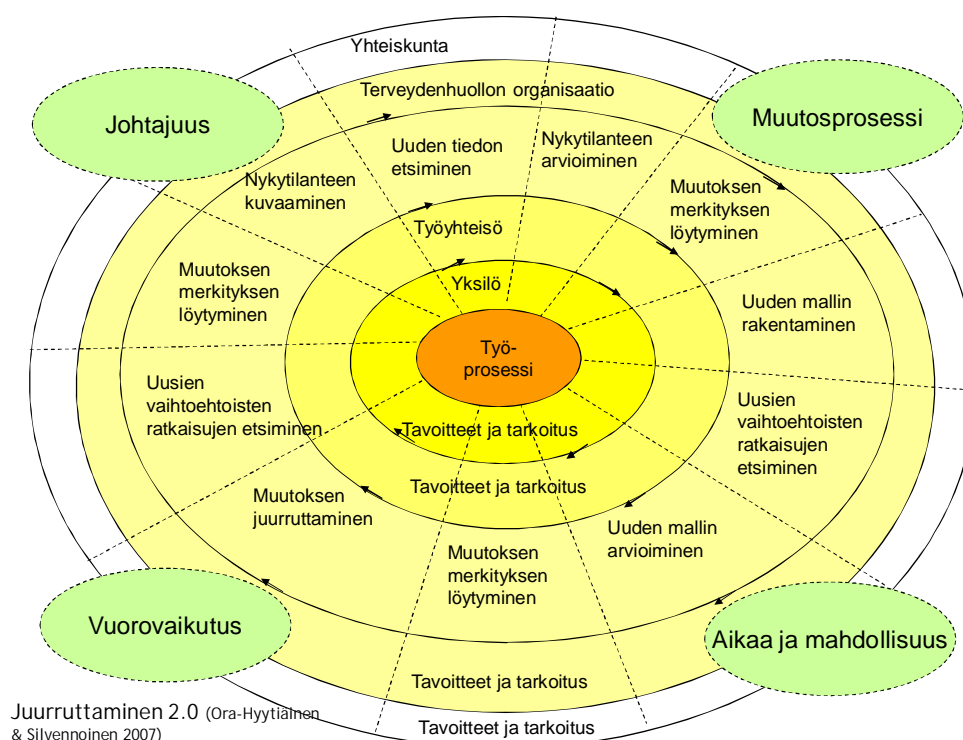 Yhteiskunta
Terveydenhuollon organisaatio
Johtajuus
Muutosprosessi
Uuden tiedon
etsiminen
Nykytilanteen
arvioiminen
Nykytilanteen
kuvaaminen
Muutoksen
merkityksen
löytyminen
Työyhteisö
Muutoksen
merkityksen
löytyminen
Yksilö
Uuden mallin
rakentaminen
Työ-
prosessi
Uusien
vaihtoehtoisten
ratkaisujen etsiminen
Uusien
vaihtoehtoisten
ratkaisujen
etsiminen
Tavoitteet ja tarkoitus
Tavoitteet ja tarkoitus
Muutoksen
juurruttaminen
Uuden mallin
arvioiminen
Muutoksen
merkityksen
löytyminen
Vuorovaikutus
Aikaa ja mahdollisuus
Tavoitteet ja tarkoitus
Tavoitteet ja tarkoitus
Juurruttaminen 2.0 (Ora-Hyytiäinen
& Silvennoinen 2007)